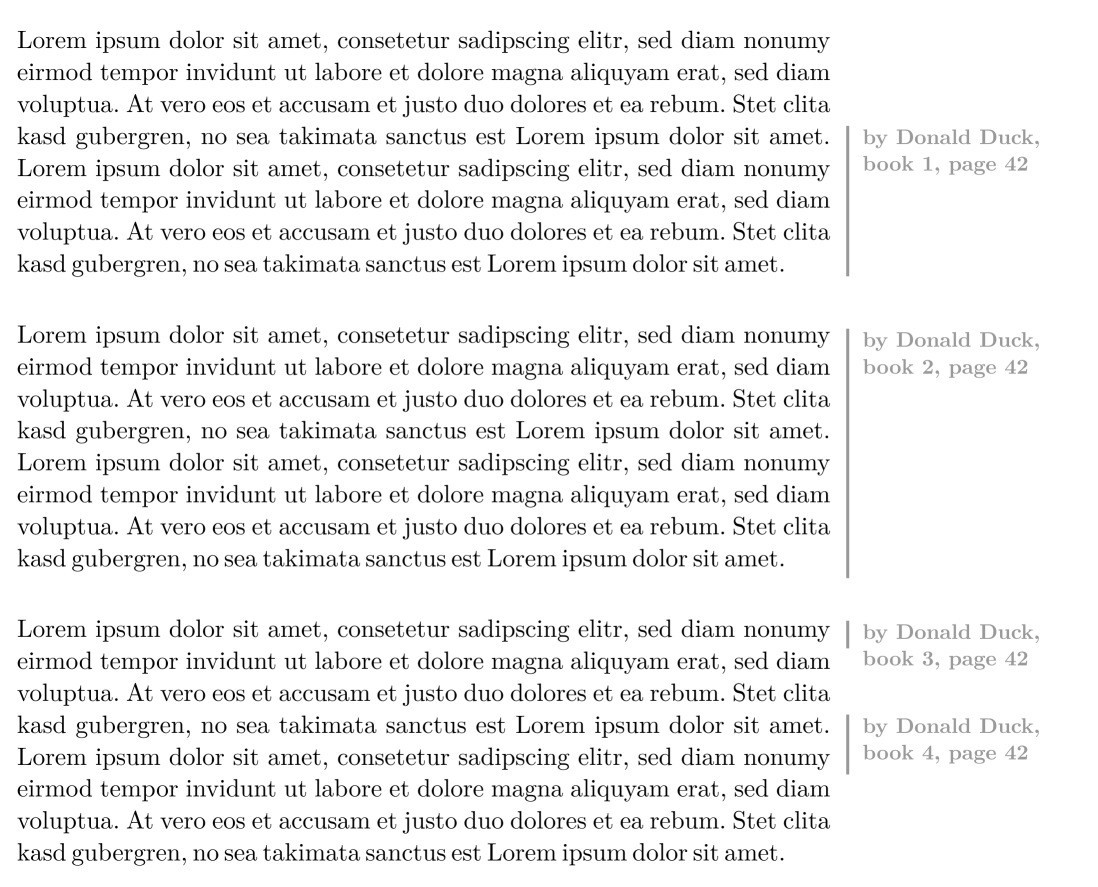 Lorem ipsum dolor sit amet, consetetur sadipscing elitr, sed diam nonumy
eirmod tempor invidunt ut labore et dolore magna aliquyam erat, sed diam
voluptua. At vero eos et accusam et justo duo dolores et ea rebum. Stet clita
kasd gubergren, no sea takimata sanctus est Lorem ipsum dolor sit amet.
Lorem ipsum dolor sit amet, consetetur sadipscing elitr, sed diam nonumy
eirmod tempor invidunt ut labore et dolore magna aliquyam erat, sed diam
voluptua. At vero eos et accusam et justo duo dolores et ea rebum. Stet clita
kasd gubergren, no sea takimata sanctus est Lorem ipsum dolor sit amet.
by Donald Duck,
book 1, page 42
Lorem ipsum dolor sit amet, consetetur sadipscing elitr, sed diam nonumy
eirmod tempor invidunt ut labore et dolore magna aliquyam erat, sed diam
voluptua. At vero eos et accusam et justo duo dolores et ea rebum. Stet clita
kasd gubergren, no sea takimata sanctus est Lorem ipsum dolor sit amet.
Lorem ipsum dolor sit amet, consetetur sadipscing elitr, sed diam nonumy
eirmod tempor invidunt ut labore et dolore magna aliquyam erat, sed diam
voluptua. At vero eos et accusam et justo duo dolores et ea rebum. Stet clita
kasd gubergren, no sea takimata sanctus est Lorem ipsum dolor sit amet.
by Donald Duck,
book 2, page 42
Lorem ipsum dolor sit amet, consetetur sadipscing elitr, sed diam nonumy
eirmod tempor invidunt ut labore et dolore magna aliquyam erat, sed diam
voluptua. At vero eos et accusam et justo duo dolores et ea rebum. Stet clita
kasd gubergren, no sea takimata sanctus est Lorem ipsum dolor sit amet.
Lorem ipsum dolor sit amet, consetetur sadipscing elitr, sed diam nonumy
eirmod tempor invidunt ut labore et dolore magna aliquyam erat, sed diam
voluptua. At vero eos et accusam et justo duo dolores et ea rebum. Stet clita
kasd gubergren, no sea takimata sanctus est Lorem ipsum dolor sit amet.
by Donald Duck,
book 3, page 42
by Donald Duck,
book 4, page 42